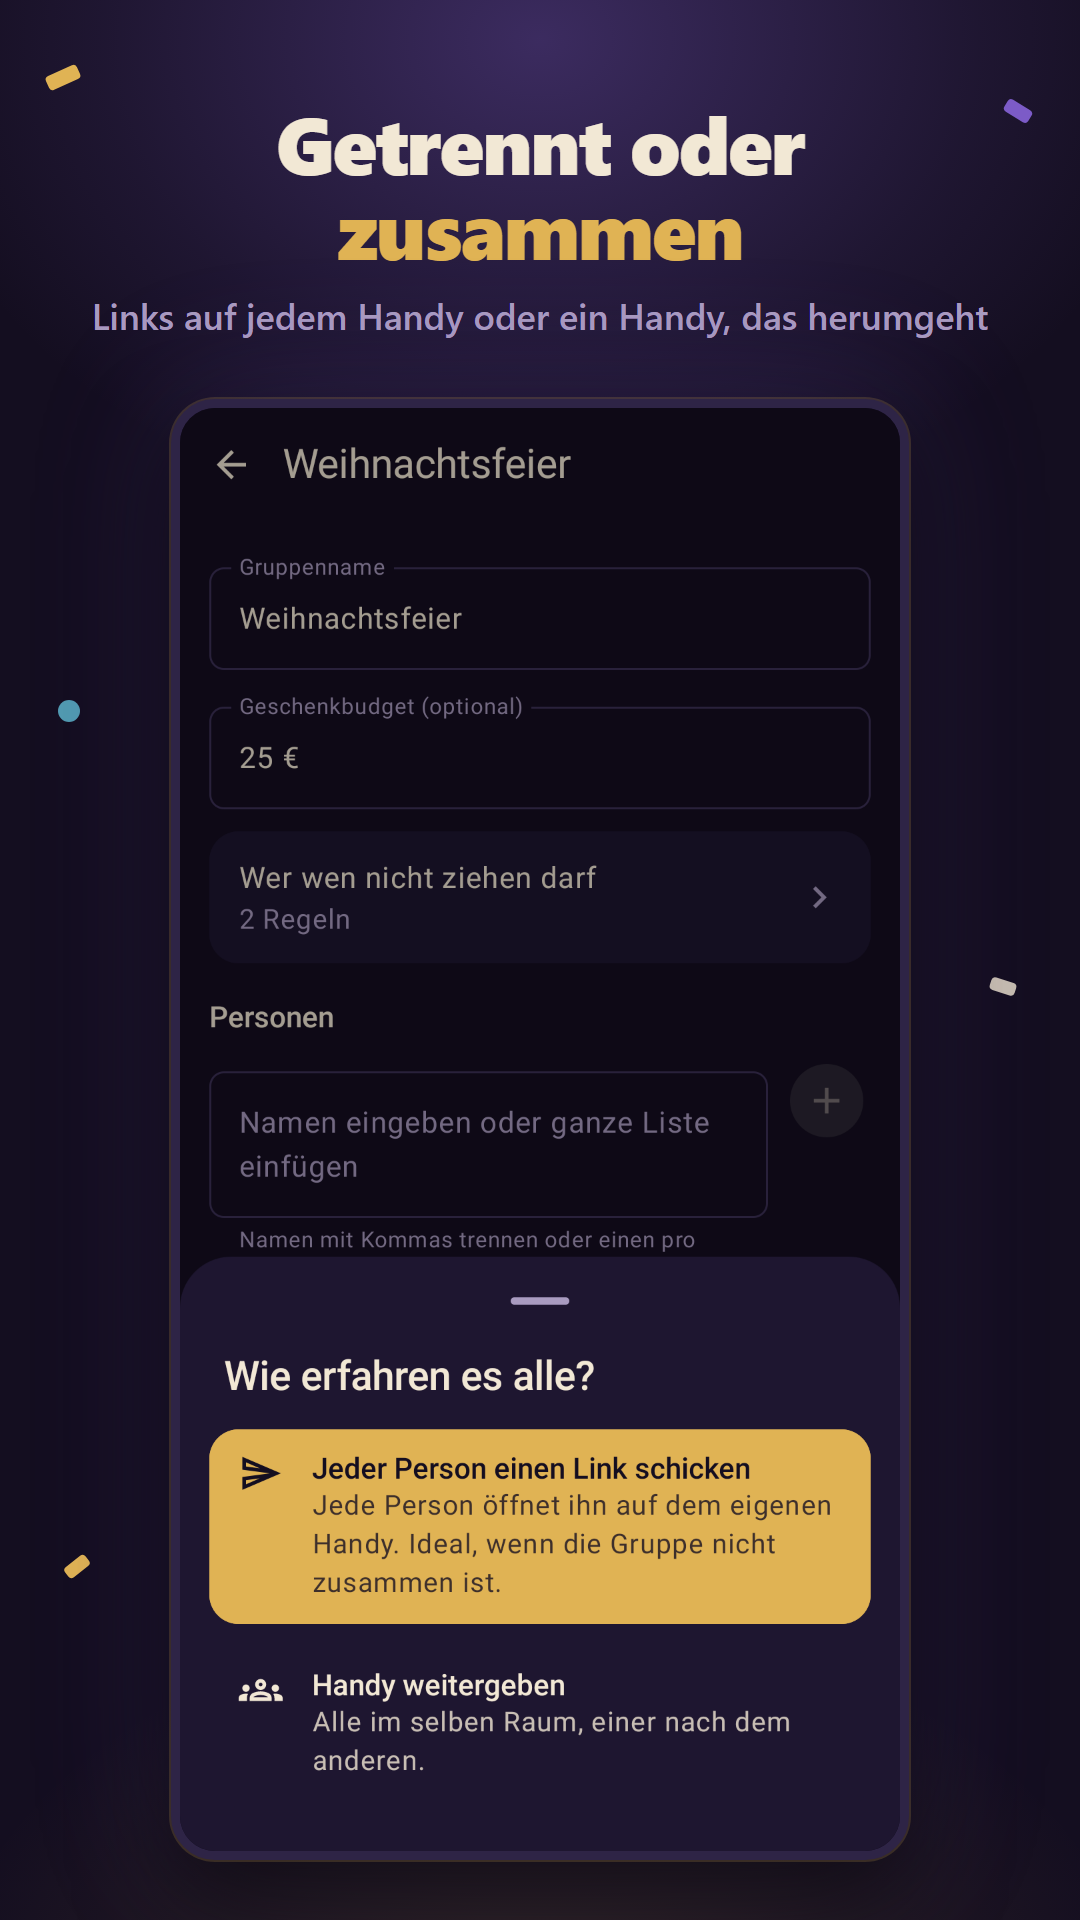 Getrennt oder
zusammen
Links auf jedem Handy oder ein Handy, das herumgeht
Weihnachtsfeier
Gruppenname
Weihnachtsfeier
Geschenkbudget (optional)
25 €
Wer wen nicht ziehen darf
2 Regeln
Personen
Namen eingeben oder ganze Liste
einfügen
Namen mit Kommas trennen oder einen pro
Wie erfahren es alle?
Jeder Person einen Link schicken
Jede Person öffnet ihn auf dem eigenen
Handy. Ideal, wenn die Gruppe nicht
zusammen ist.
Handy weitergeben
Alle im selben Raum, einer nach dem
anderen.